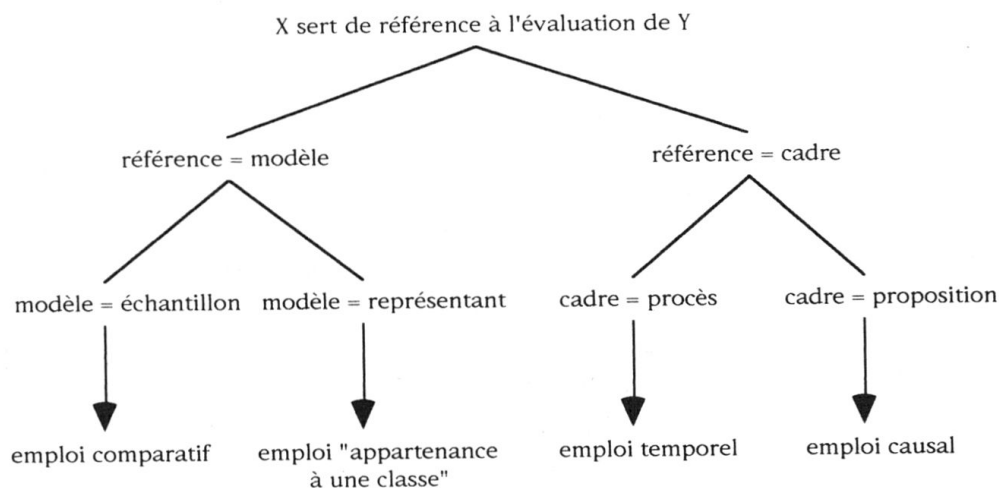 X sert de référence à l'évaluation de Y
référence = modèle
référence = cadre
modèle = échantillon
modèle = représentant
cadre = procès
cadre = proposition
emploi comparatif
emploi "appartenance
à une classe"
emploi temporel
emploi causal